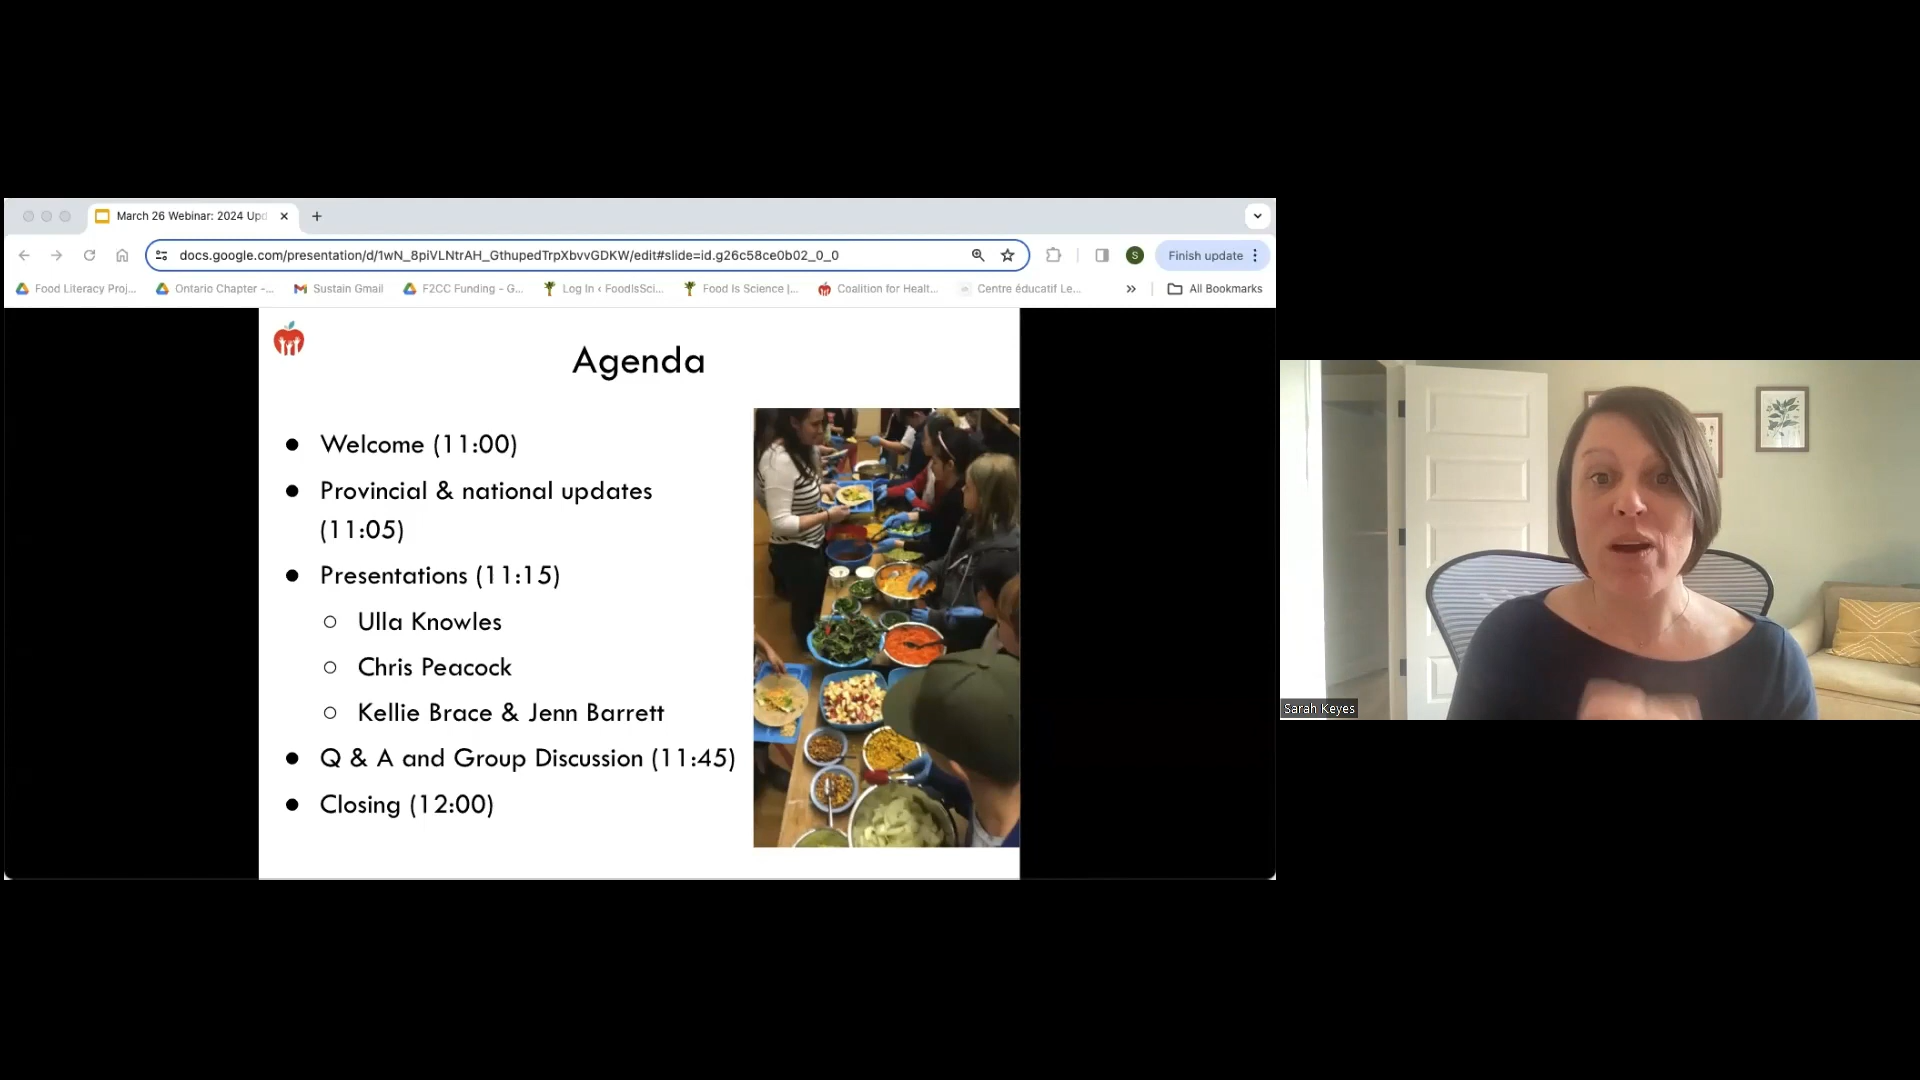 March 26 Webinar: 2024 Upd
docs.google.com/presentation/d/1wN_8piVLNtrAH_GthupedTrpXbvvGDKW/edit#slide=id.g26c58ce0b02_0_0
S
Finish update
Food Literacy Proj...
Ontario Chapter -...
Sustain Gmail
F2CC Funding - G...
Log In ‹ FoodIsSci...
Food Is Science |...
Coalition for Healt...
Centre éducatif Le...
All Bookmarks
Agenda
● Welcome (11:00)
● Provincial & national updates
(11:05)
● Presentations (11:15)
○ Ulla Knowles
○ Chris Peacock
○ Kellie Brace & Jenn Barrett
● Q & A and Group Discussion (11:45)
● Closing (12:00)
Sarah Keyes